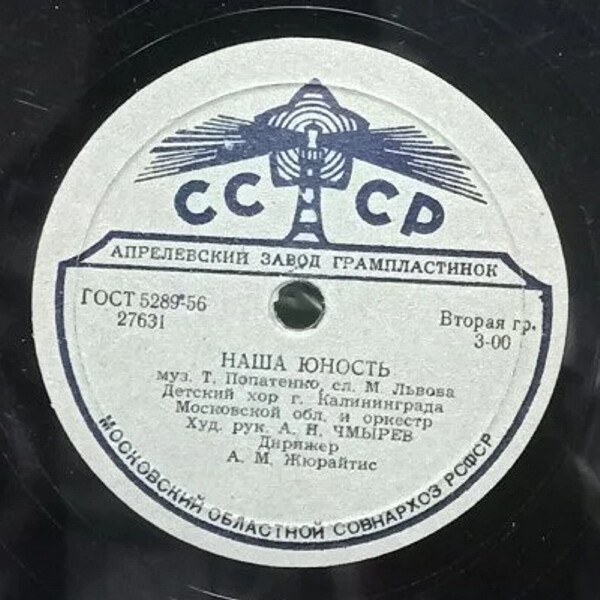 СССР
АПРЕЛЕВСКИЙ ЗАВОД ГРАМПЛАСТИНОК
ГОСТ 5289-56
27631
Вторая гр.
3-00
НАША ЮНОСТЬ
муз. Т. Попатенко, сл. М. Львова
Детский хор г. Калининграда
Московской обл. и оркестр
Худ. рук. А. Н. ЧМЫРЕВ
Дирижер
А. М. Жюрайтис
МОСКОВСКИЙ ОБЛАСТНОЙ СОВНАРХОЗ РСФСР